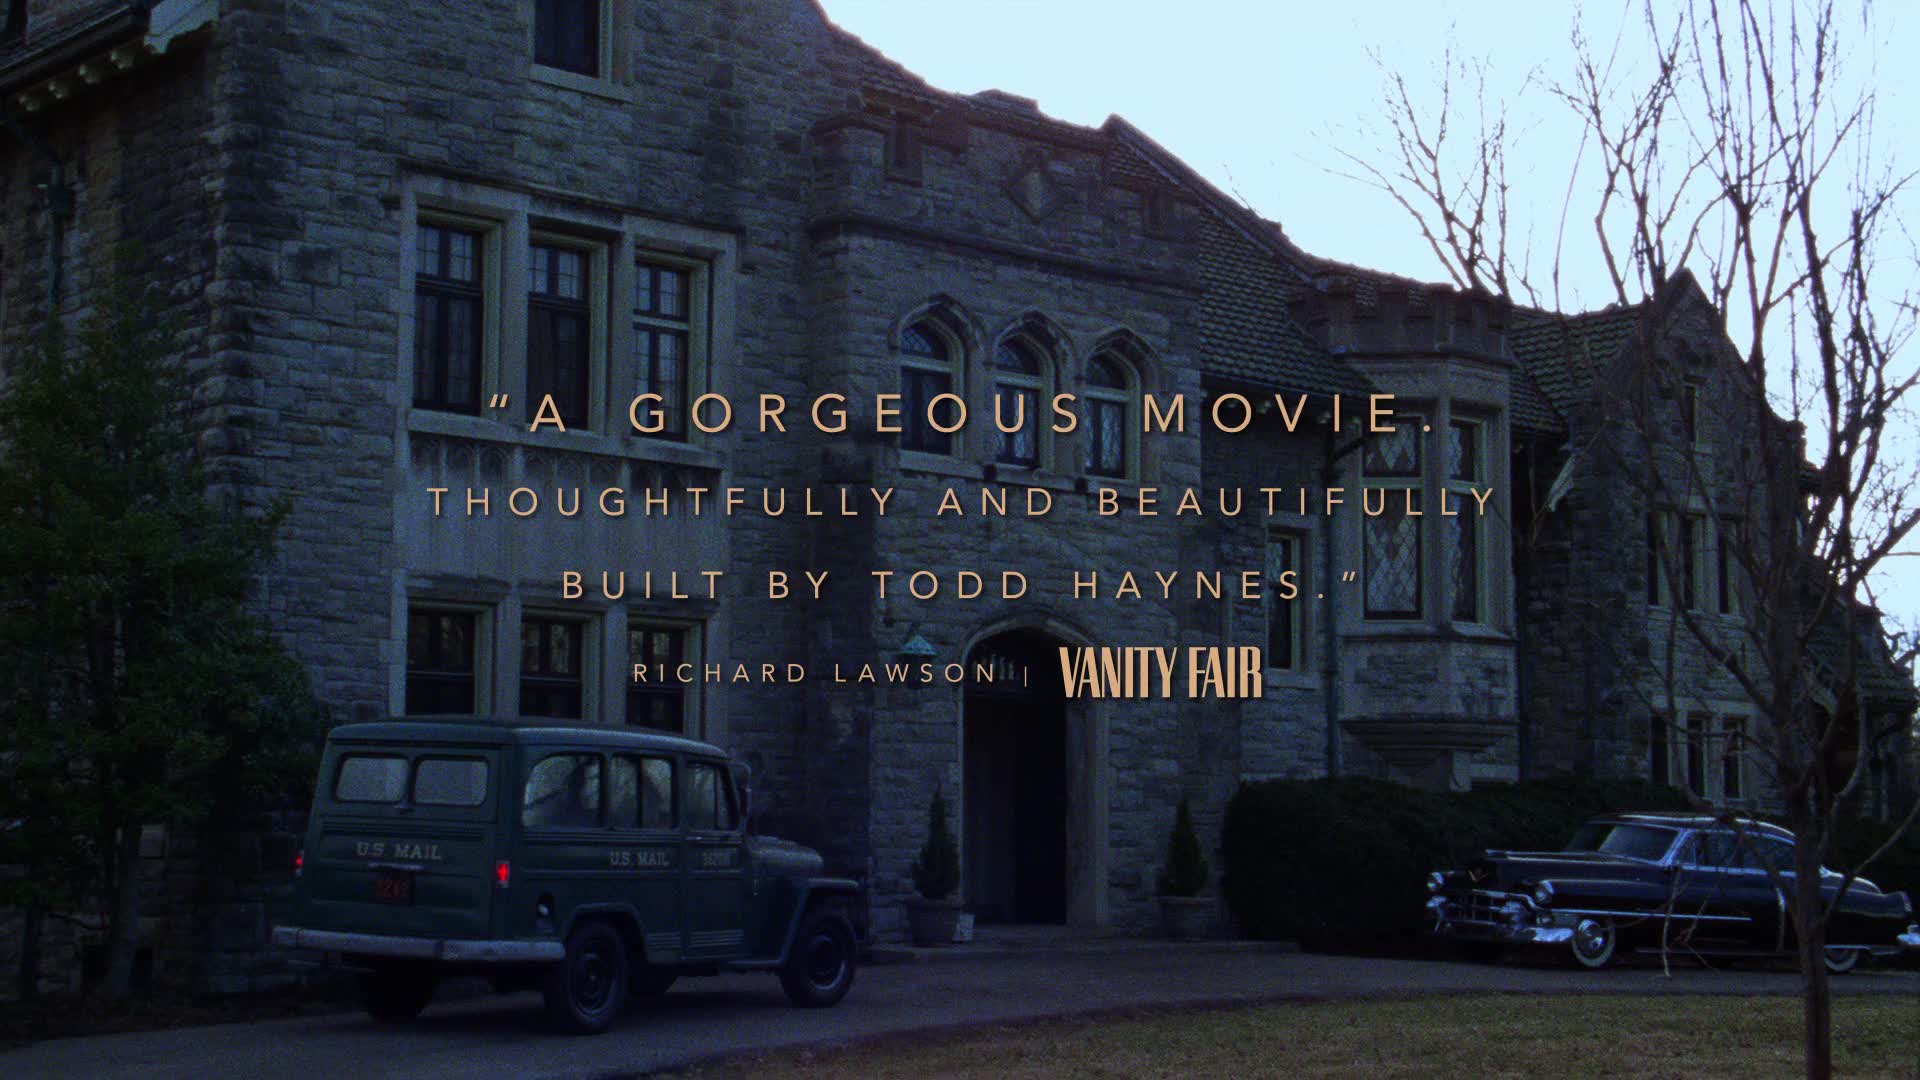 “A GORGEOUS MOVIE.
THOUGHTFULLY AND BEAUTIFULLY
BUILT BY TODD HAYNES.”
RICHARD LAWSON | VANITY FAIR
U.S. MAIL
U.S. MAIL